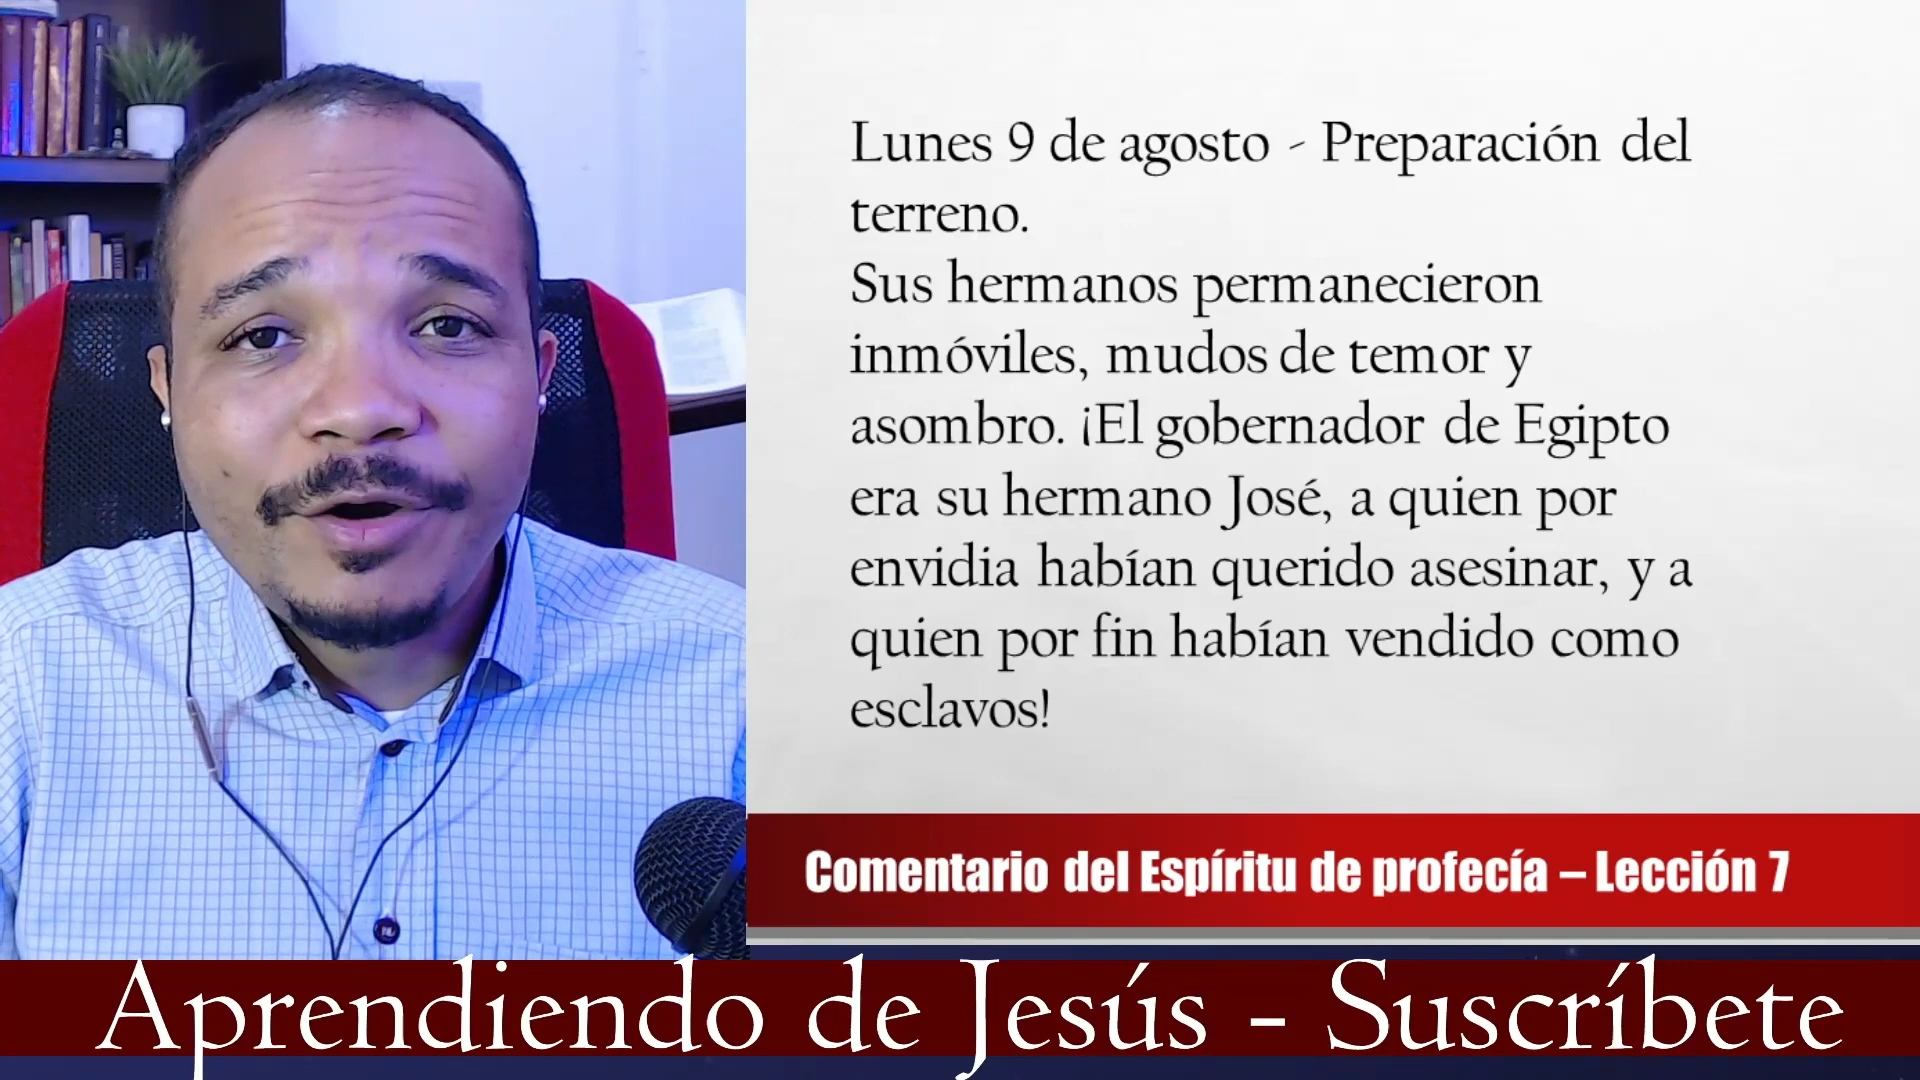 Lunes 9 de agosto - Preparación del
terreno.
Sus hermanos permanecieron
inmóviles, mudos de temor y
asombro. ¡El gobernador de Egipto
era su hermano José, a quien por
envidia habían querido asesinar, y a
quien por fin habían vendido como
esclavos!
Comentario del Espíritu de profecía – Lección 7
Aprendiendo de Jesús - Suscríbete